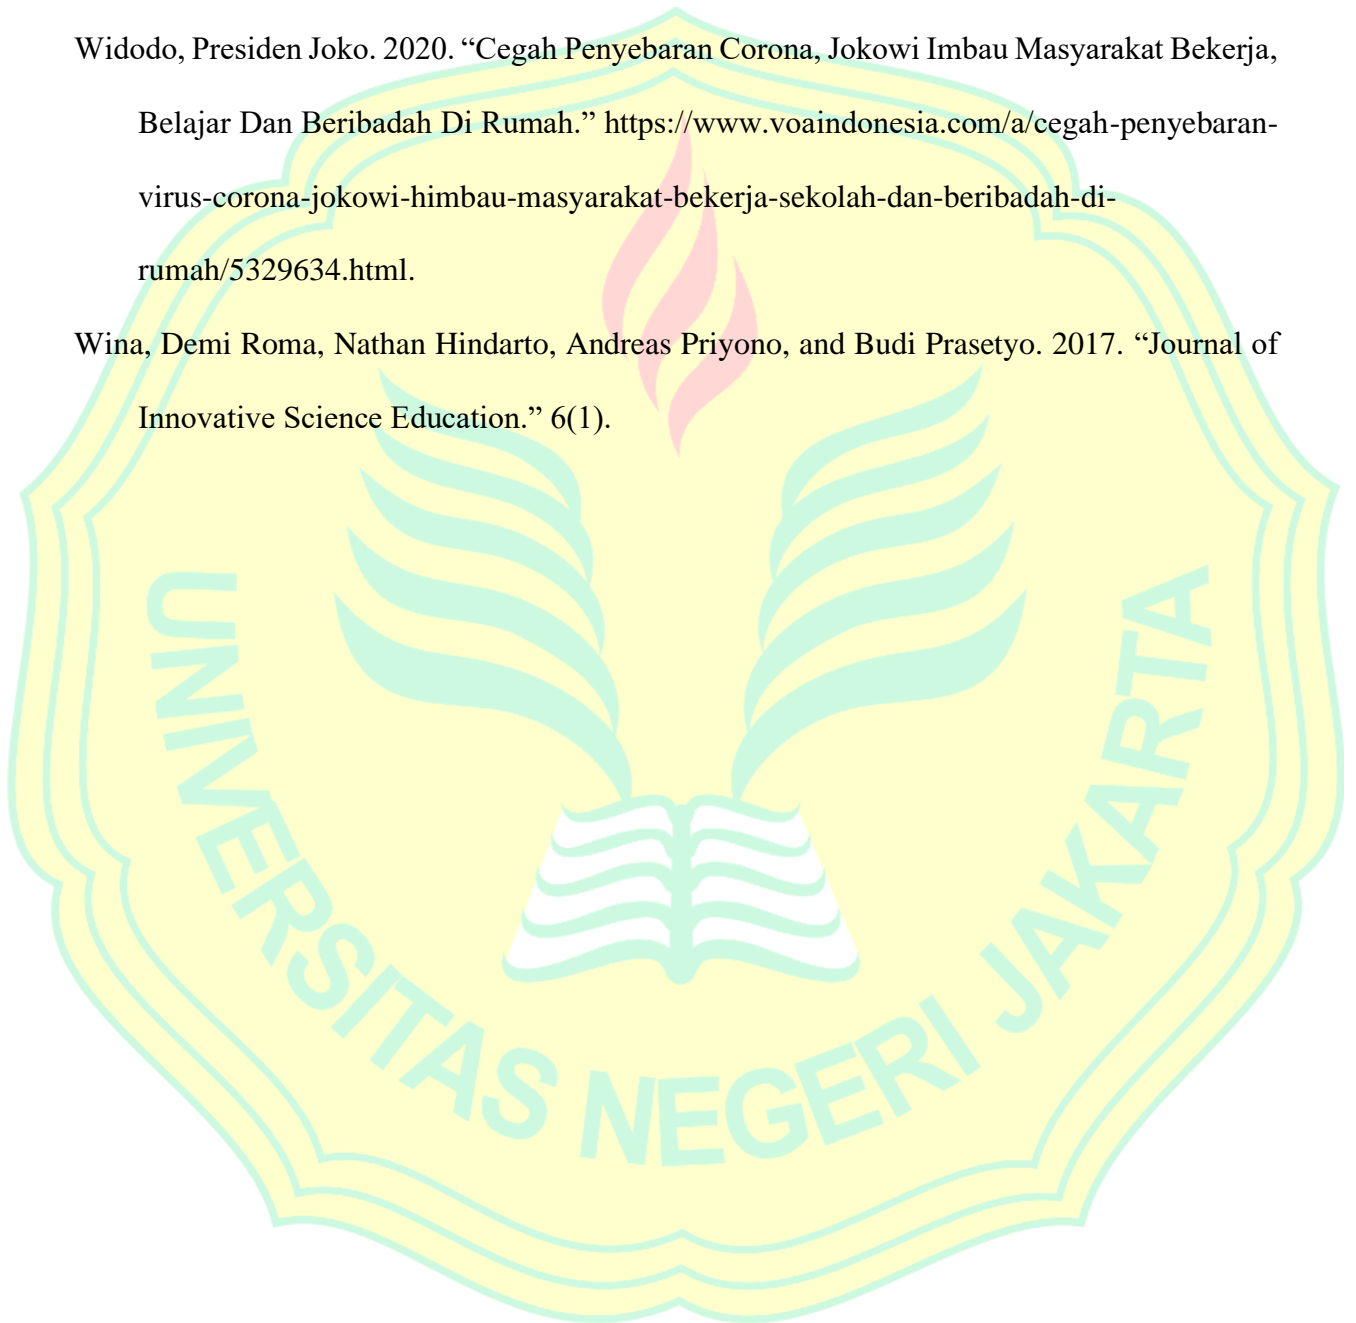 Widodo, Presiden Joko. 2020. “Cegah Penyebaran Corona, Jokowi Imbau Masyarakat Bekerja,
Belajar Dan Beribadah Di Rumah.” https://www.voaindonesia.com/a/cegah-penyebaran-
virus-corona-jokowi-himbau-masyarakat-bekerja-sekolah-dan-beribadah-di-
rumah/5329634.html.
Wina, Demi Roma, Nathan Hindarto, Andreas Priyono, and Budi Prasetyo. 2017. “Journal of
Innovative Science Education.” 6(1).
UNIVERSITAS NEGERI JAKARTA